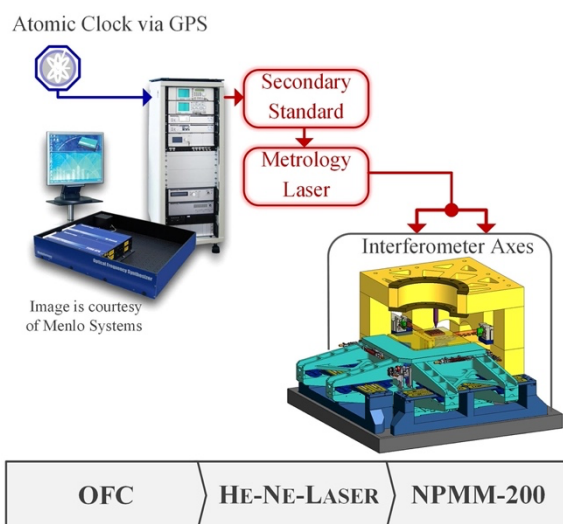 Atomic Clock via GPS
Secondary
Standard
Metrology
Laser
Interferometer Axes
Image is courtesy
of Menlo Systems
OFC
HE-NE-LASER
NPMM-200